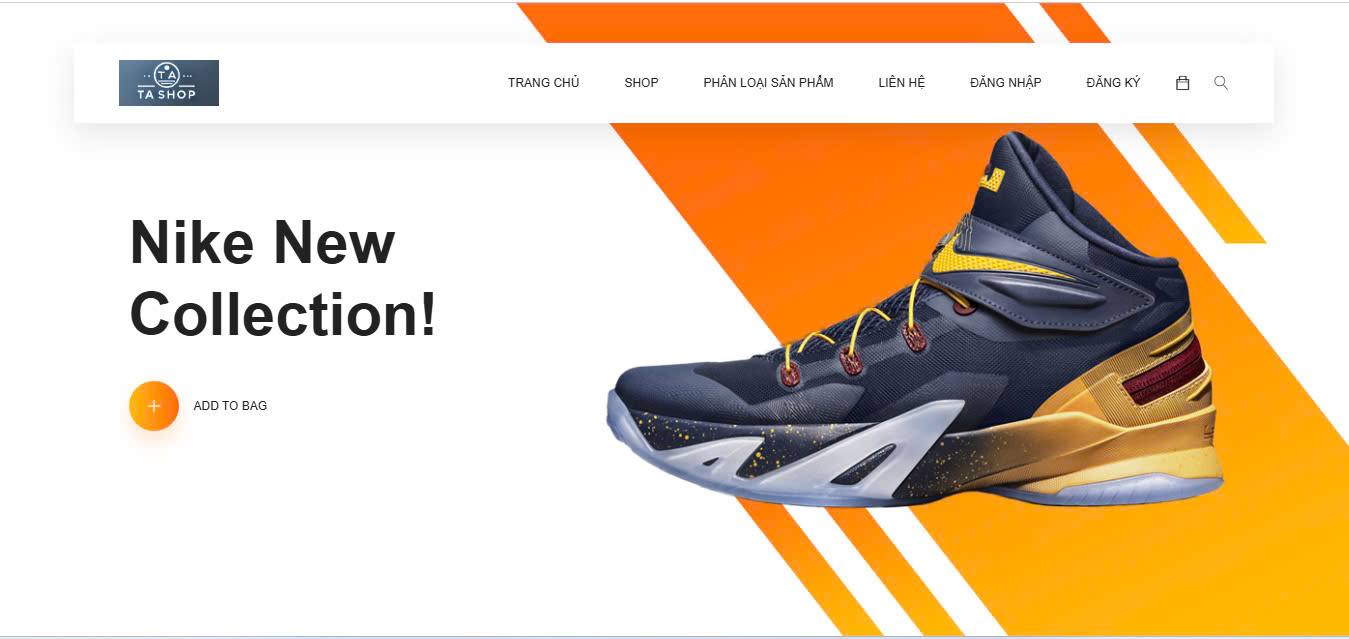 TA
TA SHOP
TRANG CHỦ
SHOP
PHÂN LOẠI SẢN PHẨM
LIÊN HỆ
ĐĂNG NHẬP
ĐĂNG KÝ
Nike New
Collection!
ADD TO BAG